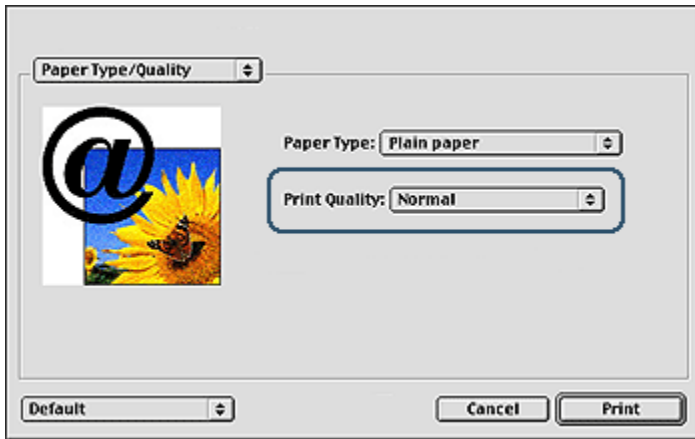 Paper Type/Quality
@
Paper Type: Plain paper
Print Quality: Normal
Default
Cancel
Print